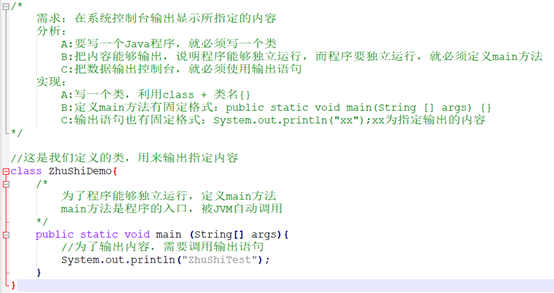 /*
需求：在系统控制台输出显示所指定的内容
分析：
A:要写一个Java程序，就必须写一个类
B:把内容能够输出，说明程序能够独立运行，而程序要独立运行，就必须定义main方法
C:把数据输出控制台，就必须使用输出语句
实现：
A:写一个类，利用class + 类名{}
B:定义main方法有固定格式：public static void main(String [] args) {}
C:输出语句也有固定格式：System.out.println("xx");xx为指定输出的内容
*/
//这是我们定义的类，用来输出指定内容
class ZhuShiDemo{
/*
为了程序能够独立运行，定义main方法
main方法是程序的入口，被JVM自动调用
*/
public static void main (String[] args){
//为了输出内容，需要调用输出语句
System.out.println("ZhuShiTest");
}
}